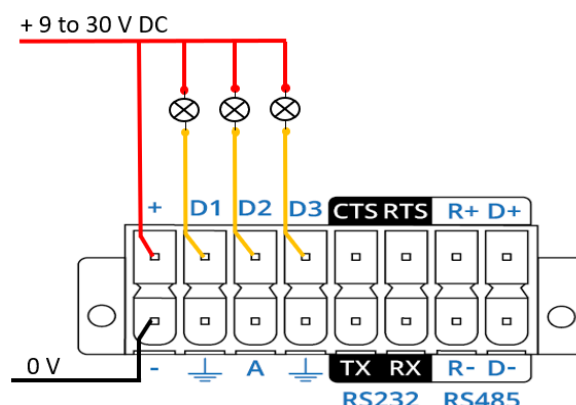 + 9 to 30 V DC
+ D1 D2 D3 CTS RTS R+ D+
0 V
- A TX RX R- D-
RS232 RS485